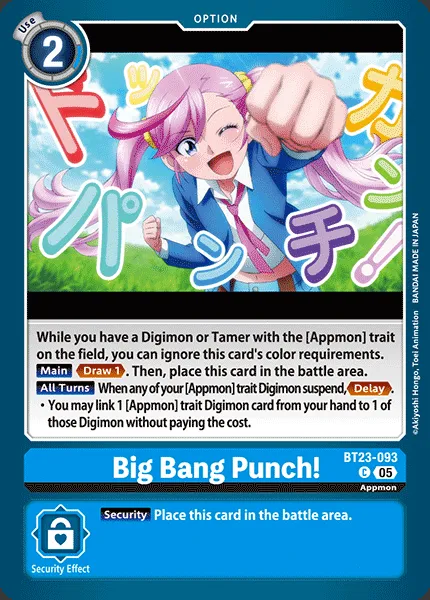 Use
2
OPTION
ドッカン
パンチ!
While you have a Digimon or Tamer with the [Appmon] trait
on the field, you can ignore this card's color requirements.
Main Draw 1. Then, place this card in the battle area.
All Turns When any of your [Appmon] trait Digimon suspend, Delay.
・You may link 1 [Appmon] trait Digimon card from your hand to 1 of
those Digimon without paying the cost.
©Akiyoshi Hongo, Toei Animation BANDAI MADE IN JAPAN
Big Bang Punch!
BT23-093
C 05
Appmon
Security Place this card in the battle area.
Security Effect